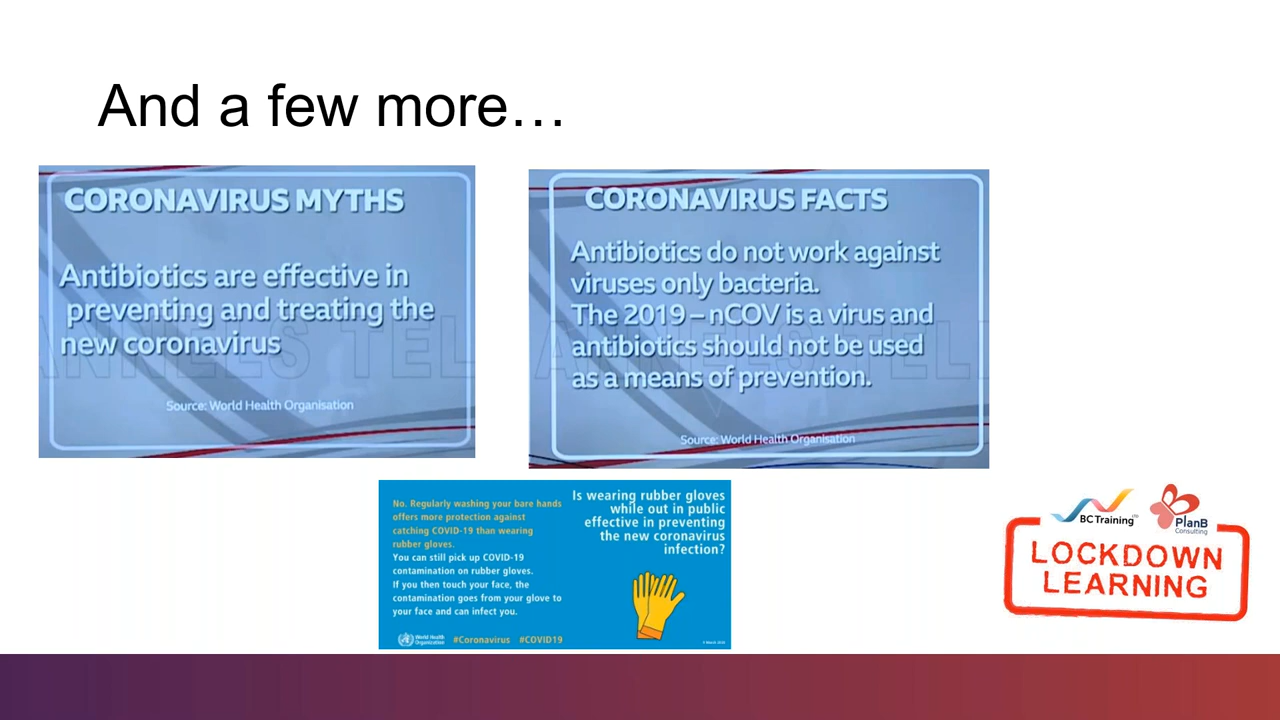 And a few more…
CORONAVIRUS MYTHS
Antibiotics are effective in
preventing and treating the
new coronavirus
Source: World Health Organisation
CORONAVIRUS FACTS
Antibiotics do not work against
viruses only bacteria.
The 2019 – nCOV is a virus and
antibiotics should not be used
as a means of prevention.
Source: World Health Organisation
No. Regularly washing your bare hands
offers more protection against
catching COVID-19 than wearing
rubber gloves.
You can still pick up COVID-19
contamination on rubber gloves.
If you then touch your face, the
contamination goes from your glove to
your face and can infect you.
World Health
Organization
#Coronavirus #COVID19
Is wearing rubber gloves
while out in public
effective in preventing
the new coronavirus
infection?
BC Training LTD
PlanB
Consulting
LOCKDOWN
LEARNING